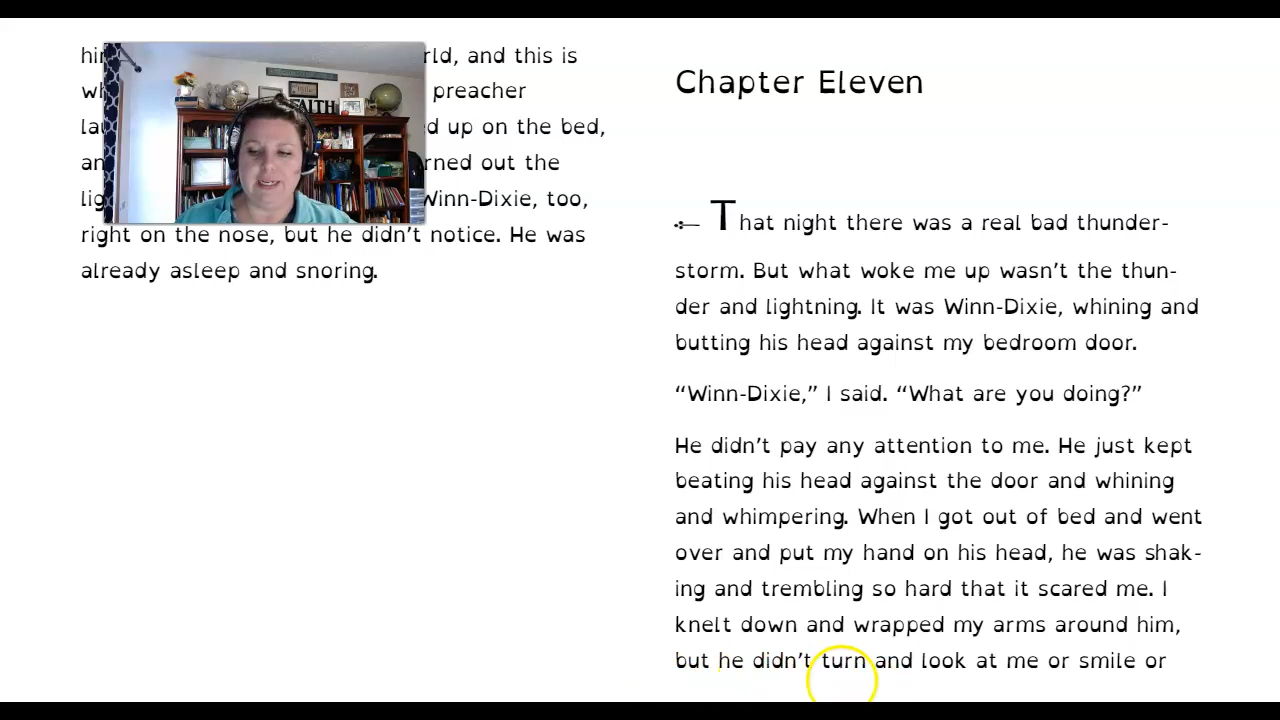 hi rld, and this is
wh preacher
lau d up on the bed,
an rned out the
lig Winn-Dixie, too,
right on the nose, but he didn't notice. He was
already asleep and snoring.
FAITH
Chapter Eleven
That night there was a real bad thunder-
storm. But what woke me up wasn't the thun-
der and lightning. It was Winn-Dixie, whining and
butting his head against my bedroom door.
“Winn-Dixie,” I said. “What are you doing?”
He didn't pay any attention to me. He just kept
beating his head against the door and whining
and whimpering. When I got out of bed and went
over and put my hand on his head, he was shak-
ing and trembling so hard that it scared me. I
knelt down and wrapped my arms around him,
but he didn't turn and look at me or smile or